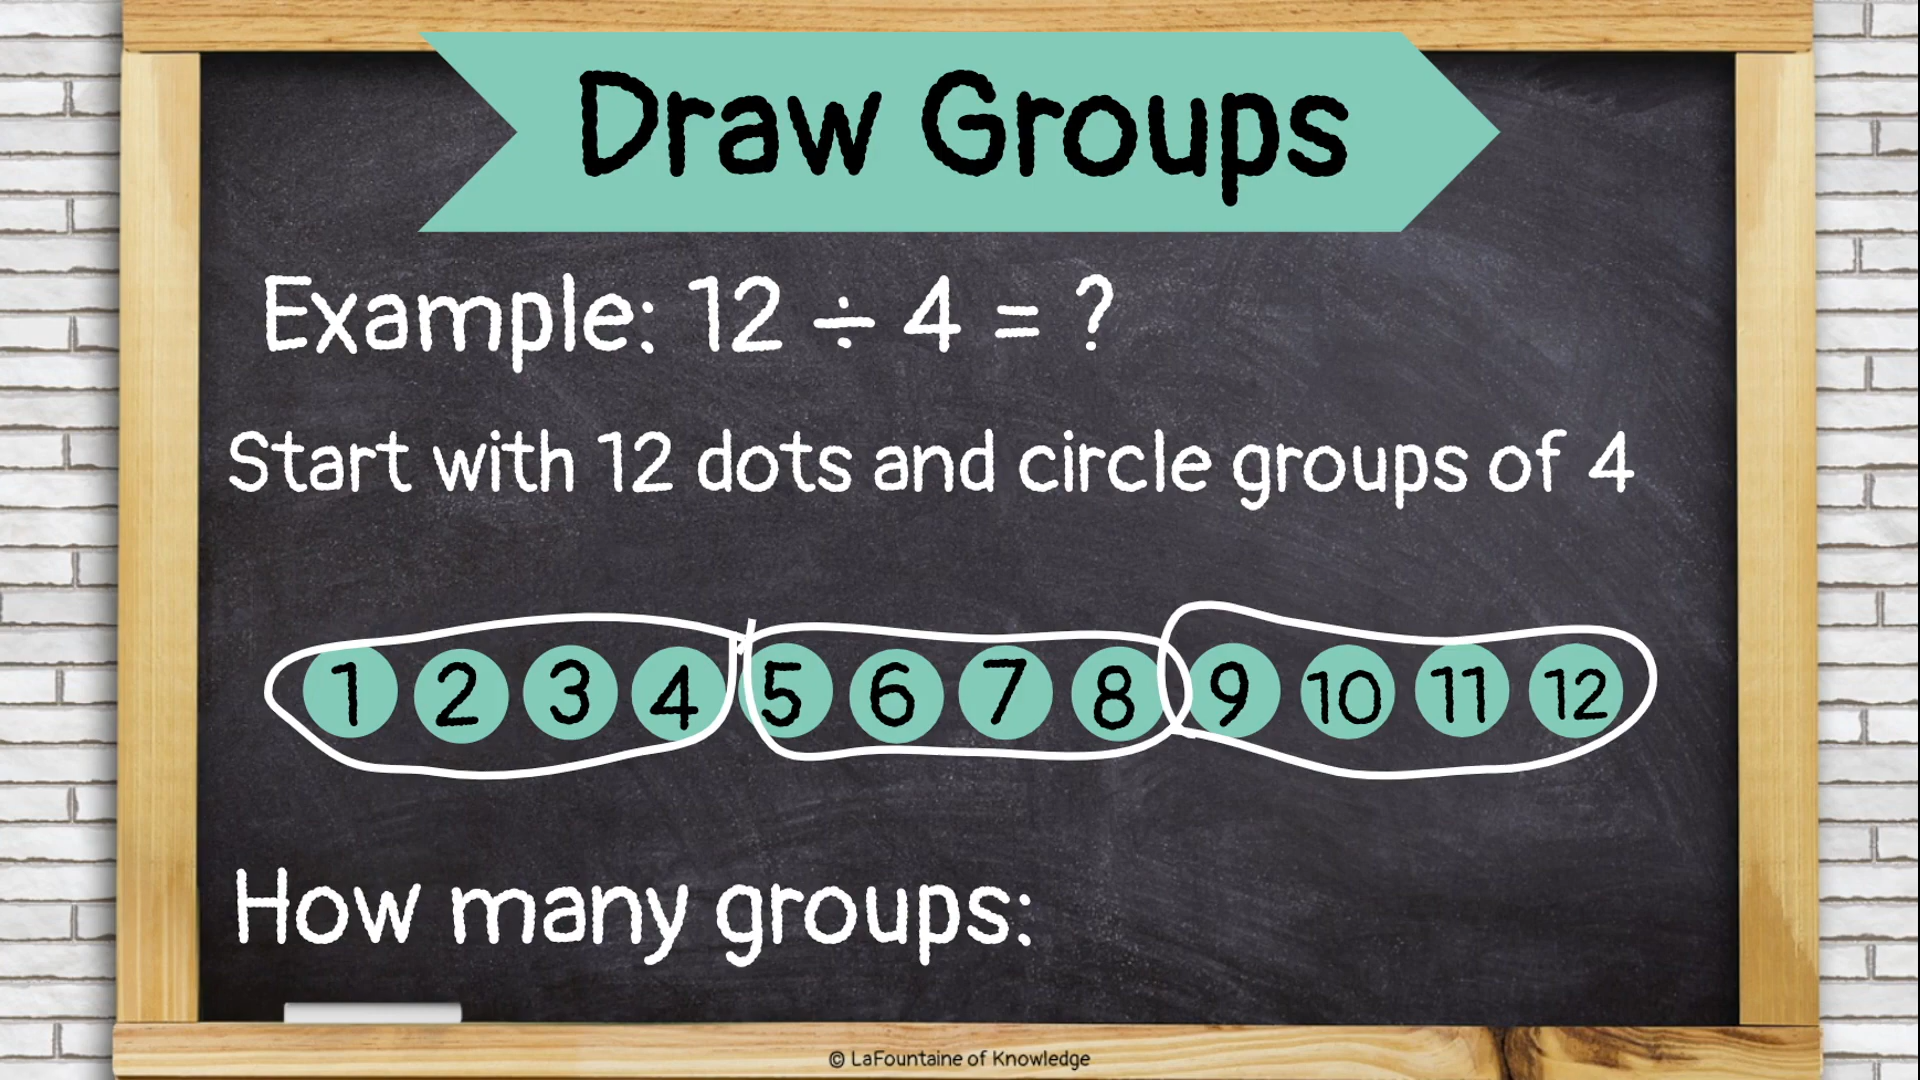 Draw Groups
Example: 12 ÷ 4 = ?
Start with 12 dots and circle groups of 4
1 2 3 4 5 6 7 8 9 10 11 12
How many groups:
© LaFountaine of Knowledge